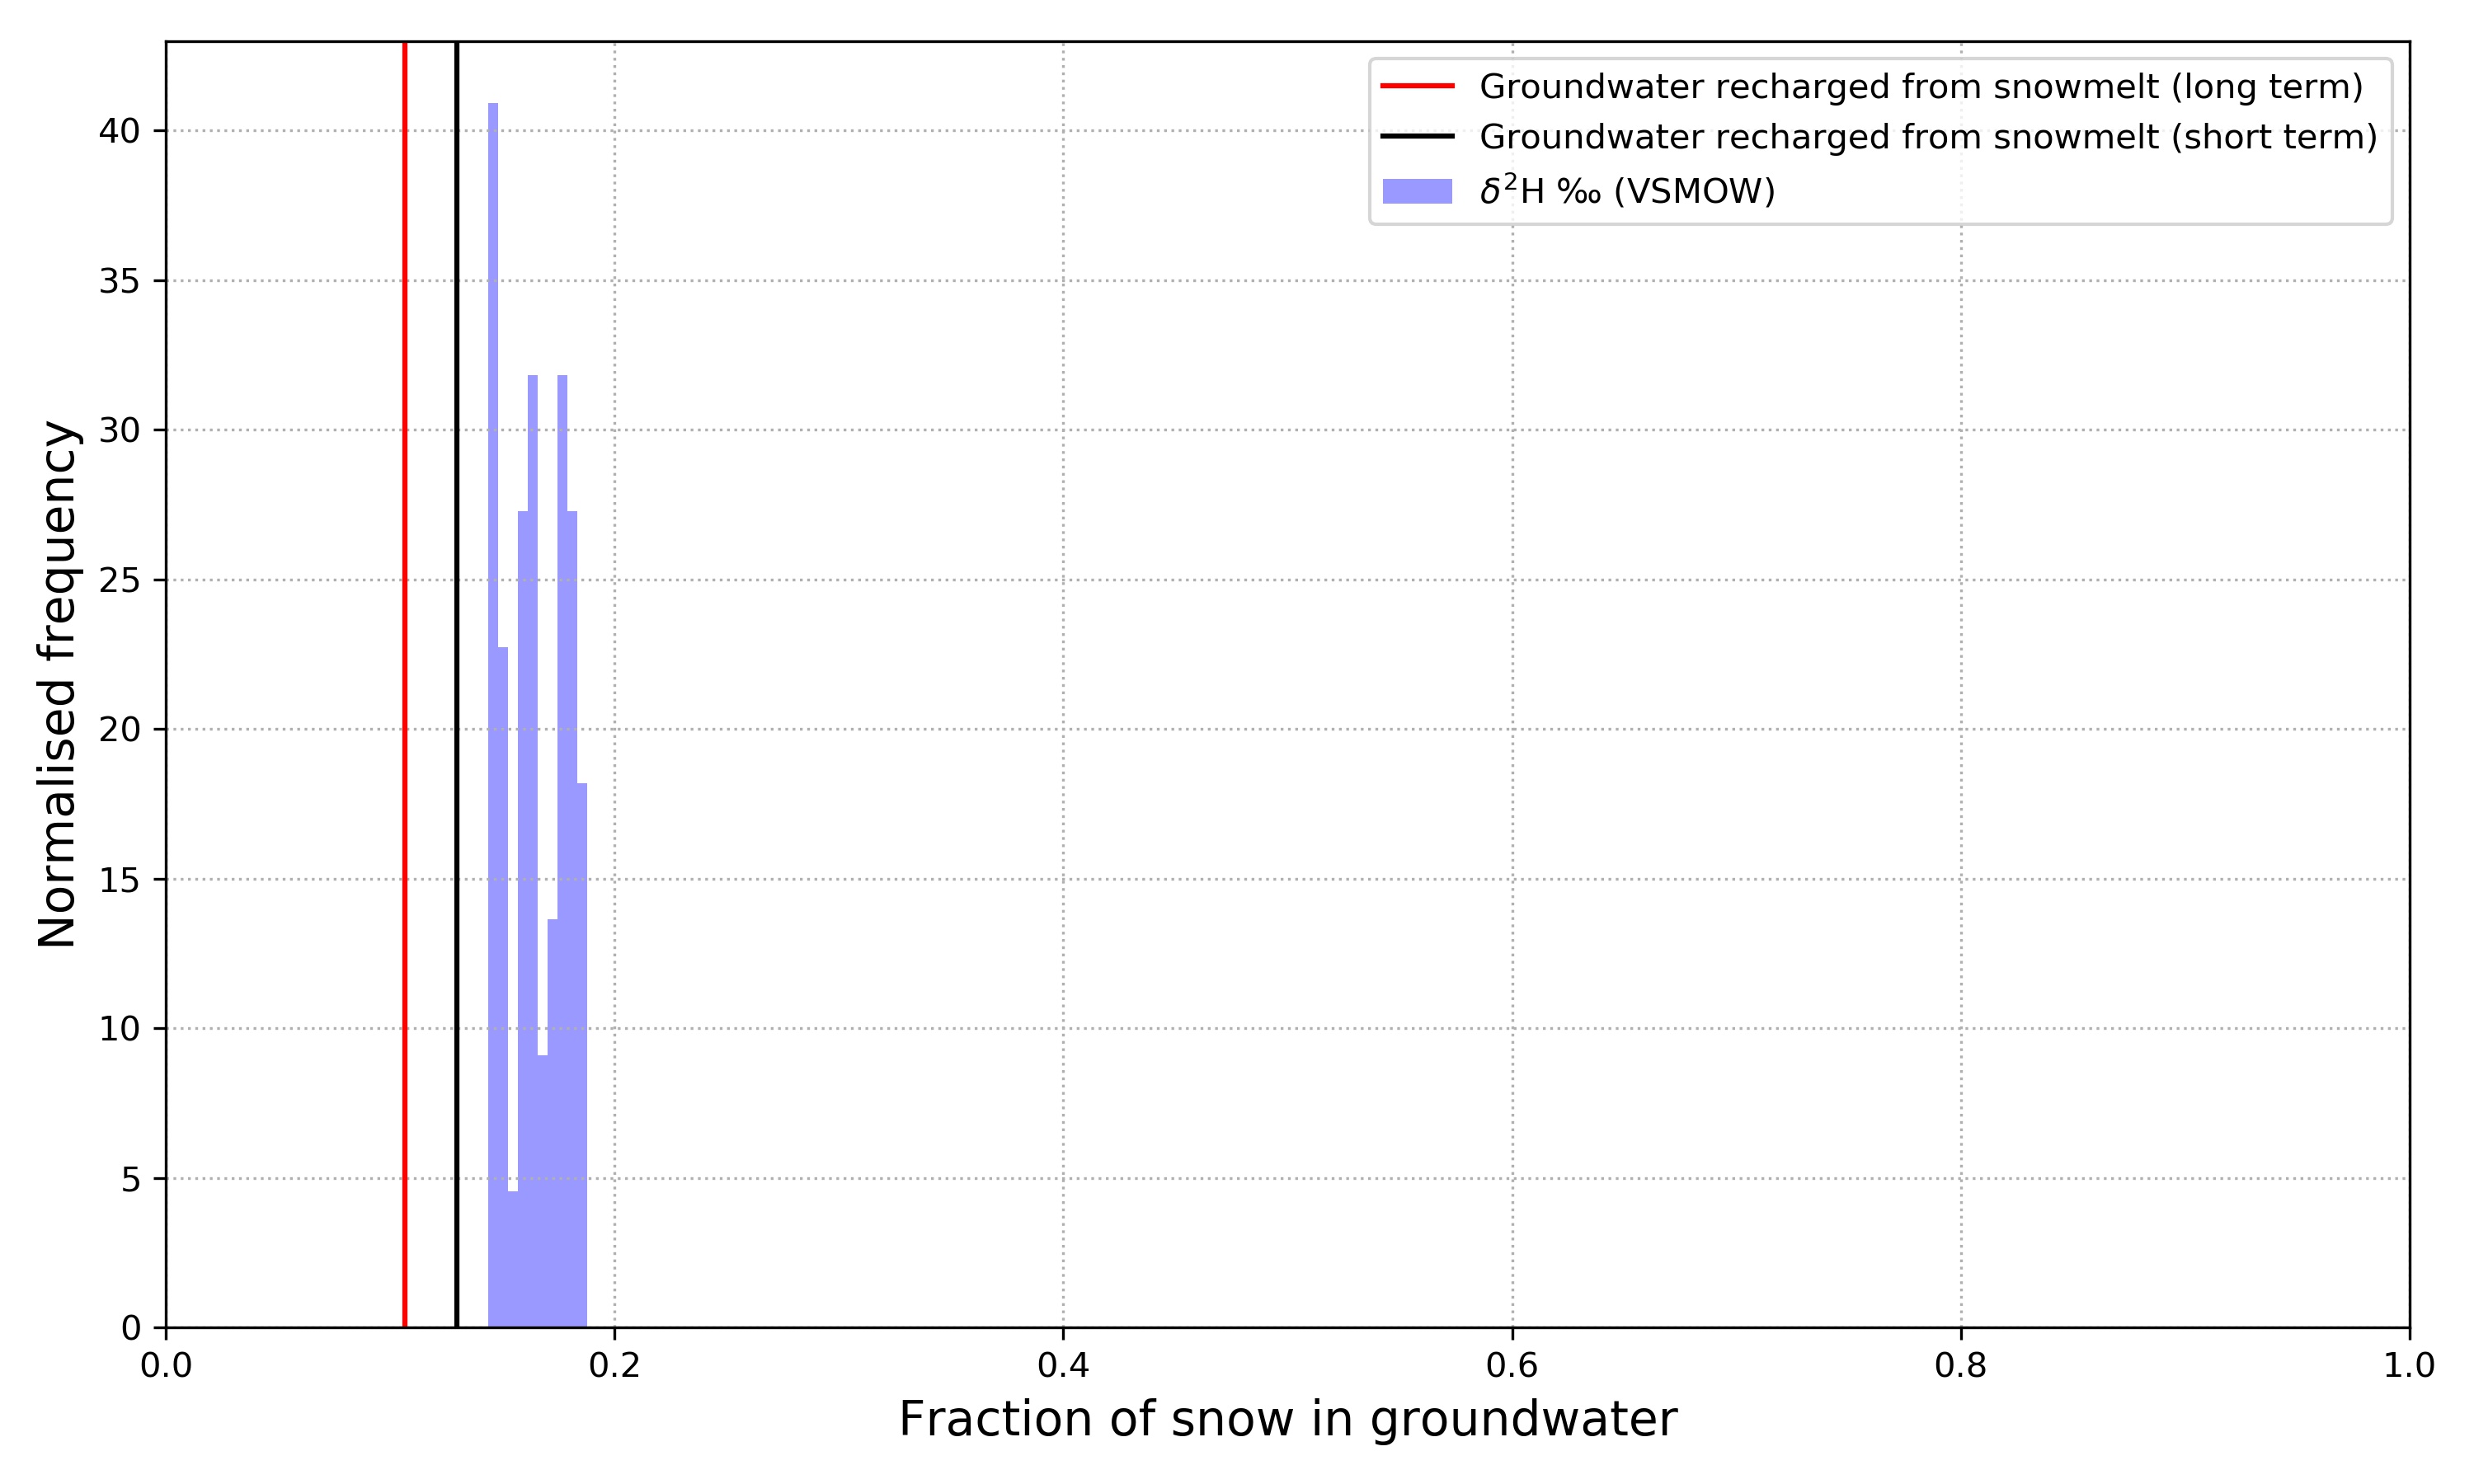 Groundwater recharged from snowmelt (long term)
Groundwater recharged from snowmelt (short term)
δ²H ‰ (VSMOW)
Normalised frequency
40
35
30
25
20
15
10
5
0
0.0 0.2 0.4 0.6 0.8 1.0
Fraction of snow in groundwater